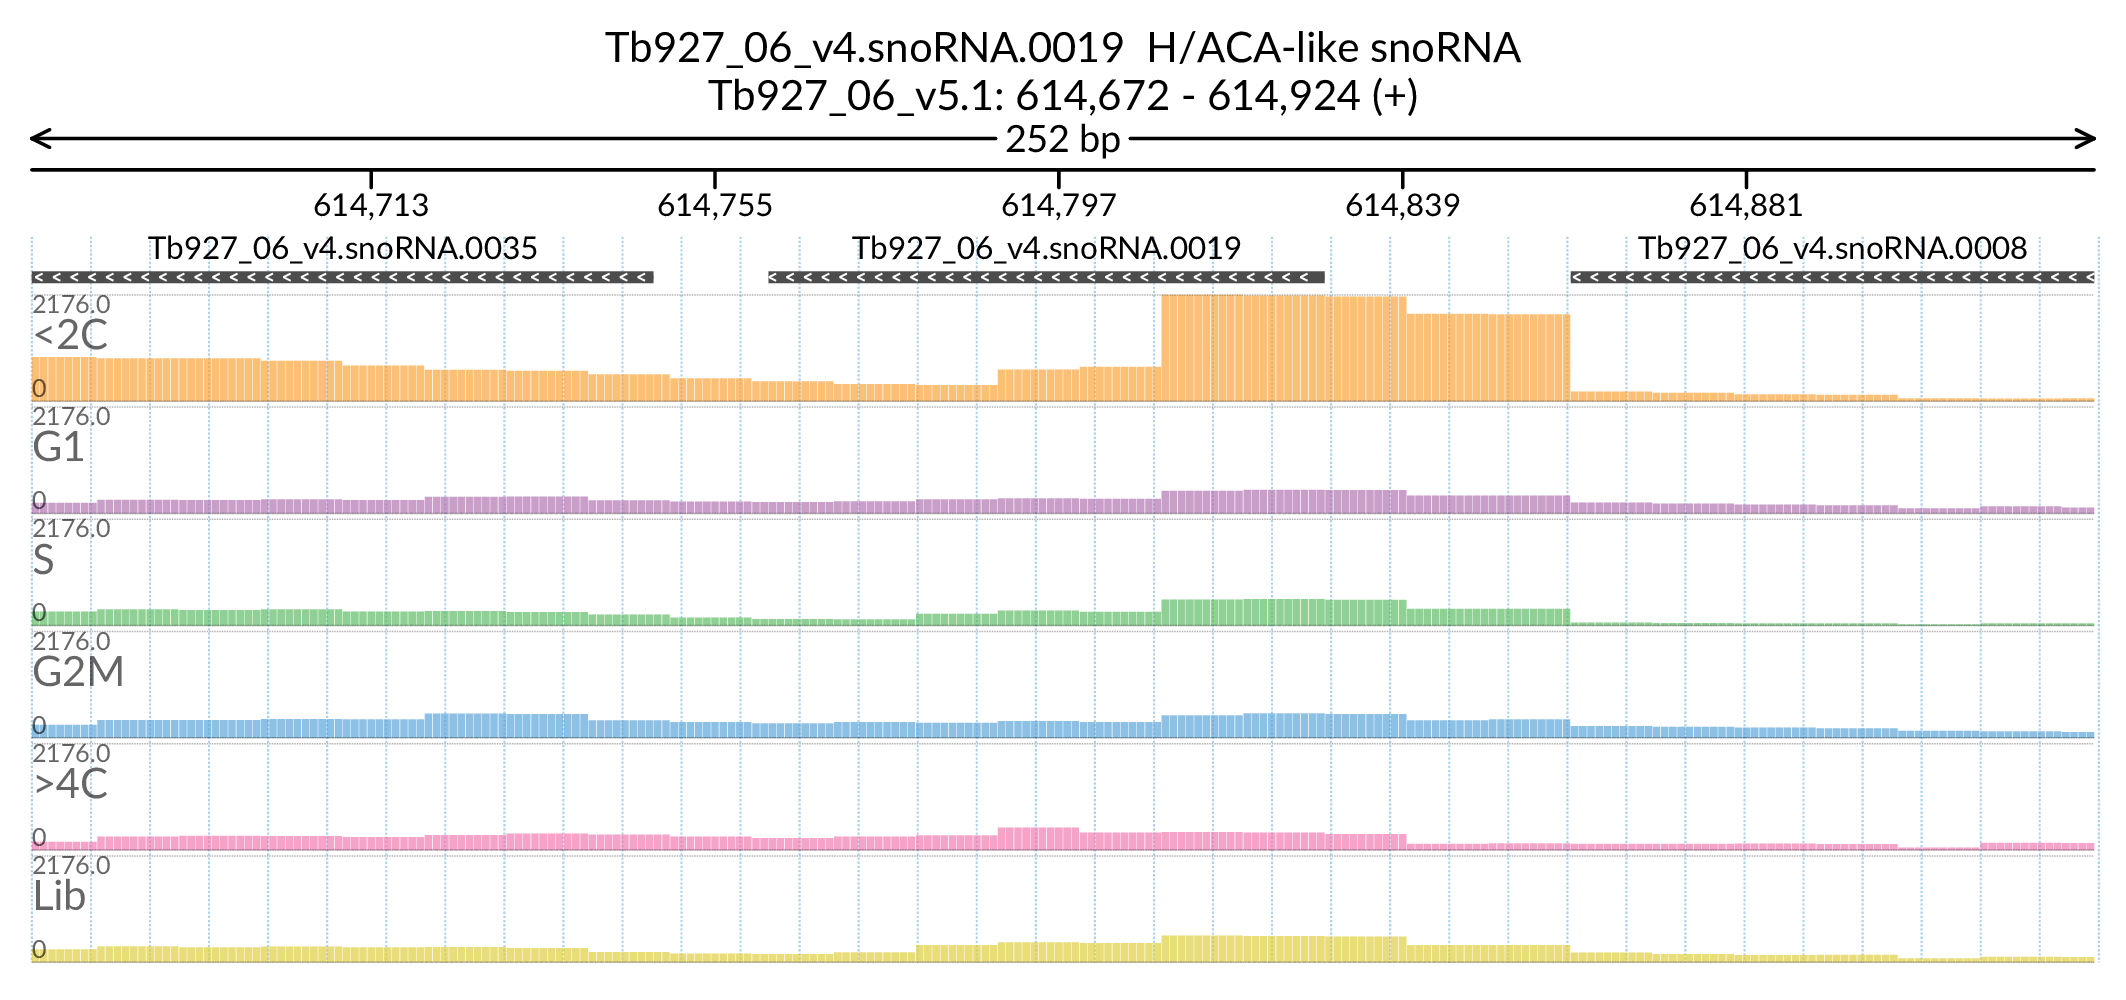 Tb927_06_v4.snoRNA.0019 H/ACA-like snoRNA
Tb927_06_v5.1: 614,672 - 614,924 (+)
252 bp
614,713 614,755 614,797 614,839 614,881
Tb927_06_v4.snoRNA.0035 Tb927_06_v4.snoRNA.0019 Tb927_06_v4.snoRNA.0008
2176.0
<2C
0
2176.0
G1
0
2176.0
S
0
2176.0
G2M
0
2176.0
>4C
0
2176.0
Lib
0